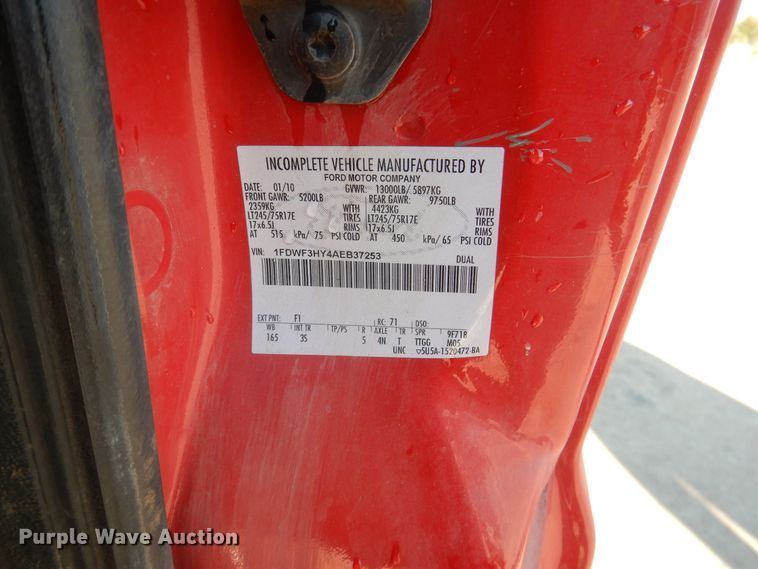 INCOMPLETE VEHICLE MANUFACTURED BY
FORD MOTOR COMPANY
DATE: 01/10 GVWR: 13000LB/ 5897KG
FRONT GAWR: 5200LB REAR GAWR: 9750LB
2359KG WITH 4423KG WITH
LT245/75R17E TIRES LT245/75R17E TIRES
17x6.5J RIMS 17x6.5J RIMS
AT 515 kPa/ 75 PSI COLD AT 450 kPa/ 65 PSI COLD
VIN: 1FDWF3HY4AEB37253 DUAL
EXT PNT: F1 RC: 71 DSO:
WB INT TR TP/PS R AXLE TR SPR 9F718
165 3S 5 4N T TTGG M05
UNC 5U5A-1520472-BA
Purple Wave Auction